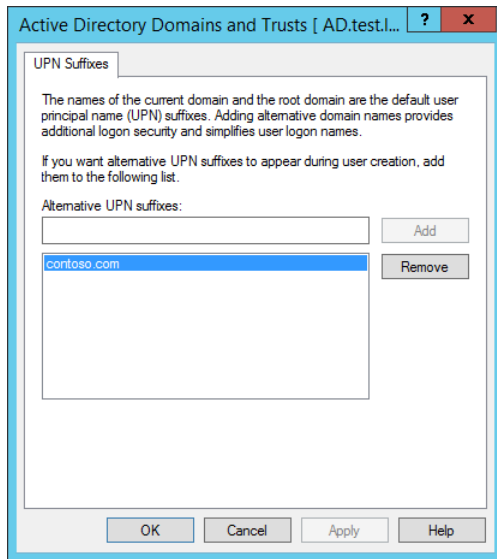 Active Directory Domains and Trusts [ AD.test.l... ? x
UPN Suffixes
The names of the current domain and the root domain are the default user
principal name (UPN) suffixes. Adding alternative domain names provides
additional logon security and simplifies user logon names.
If you want alternative UPN suffixes to appear during user creation, add
them to the following list.
Alternative UPN suffixes:
Add
contoso.com
Remove
OK Cancel Apply Help